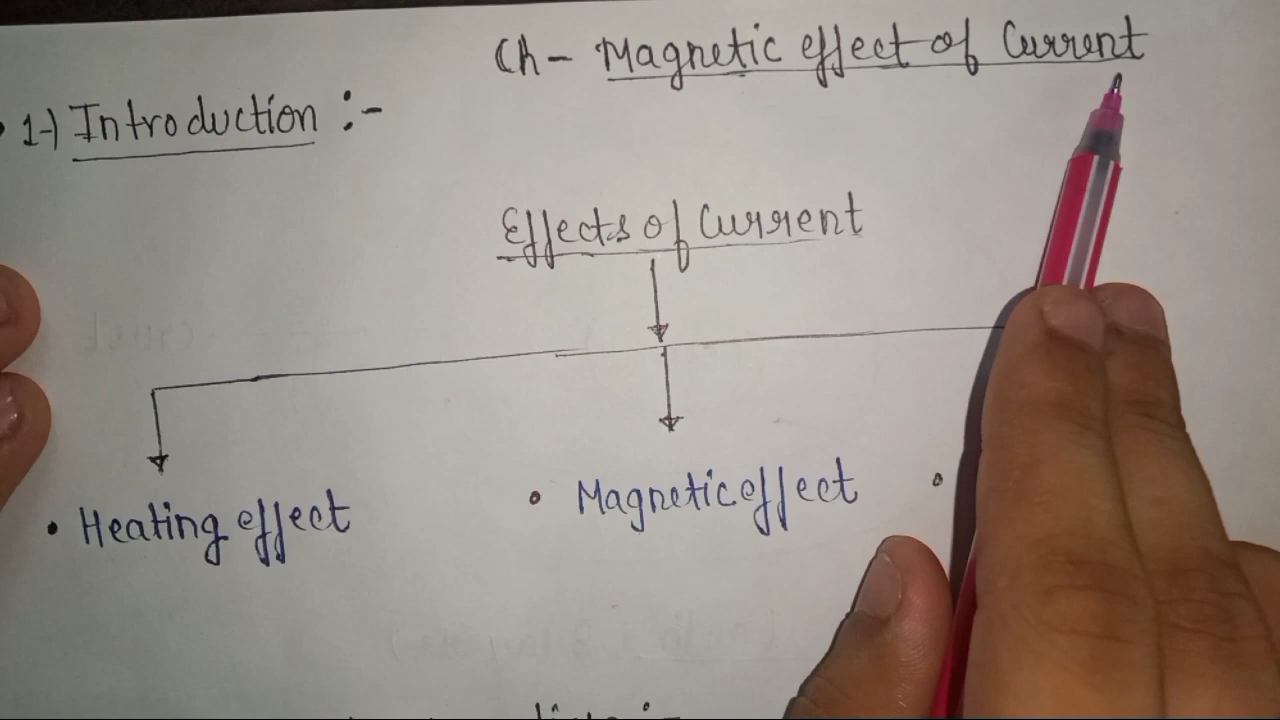 Ch - Magnetic effect of Current
1-) Introduction :-
Effects of Current
• Heating effect
• Magnetic effect
•